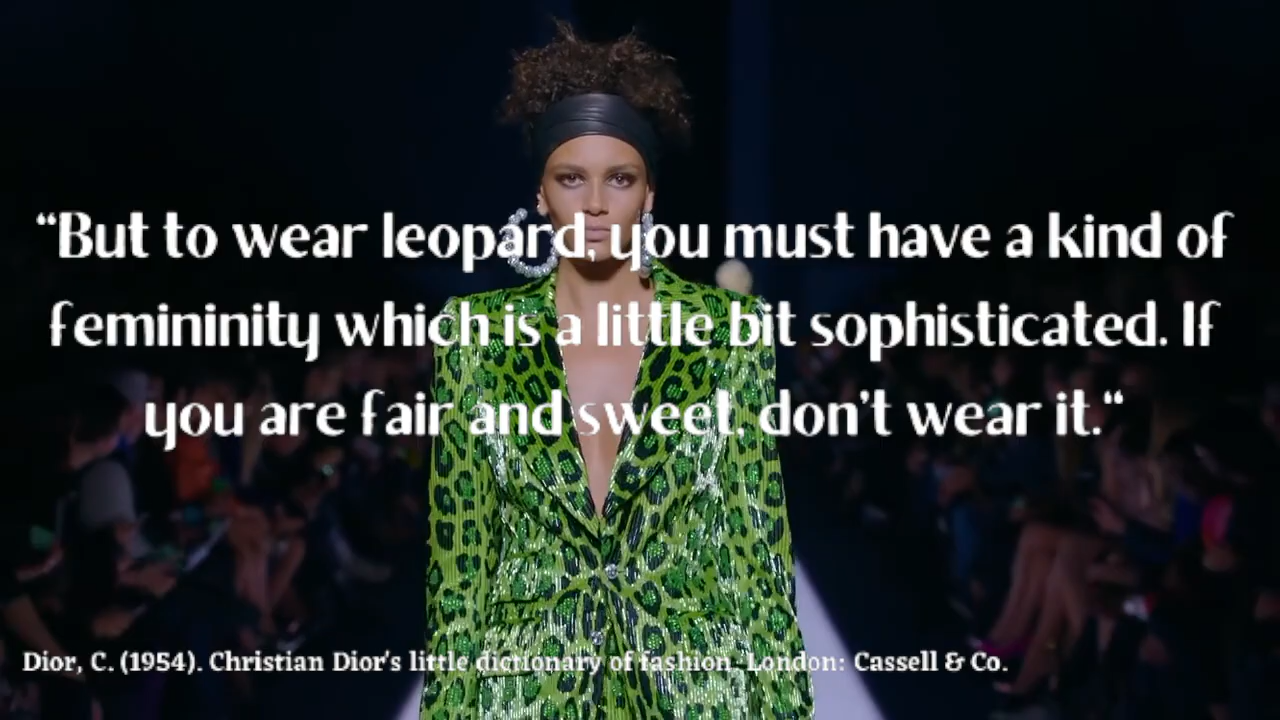 “But to wear leopard, you must have a kind of
femininity which is a little bit sophisticated. If
you are fair and sweet, don't wear it.“
Dior, C. (1954). Christian Dior's little dictionary of fashion. London: Cassell & Co.